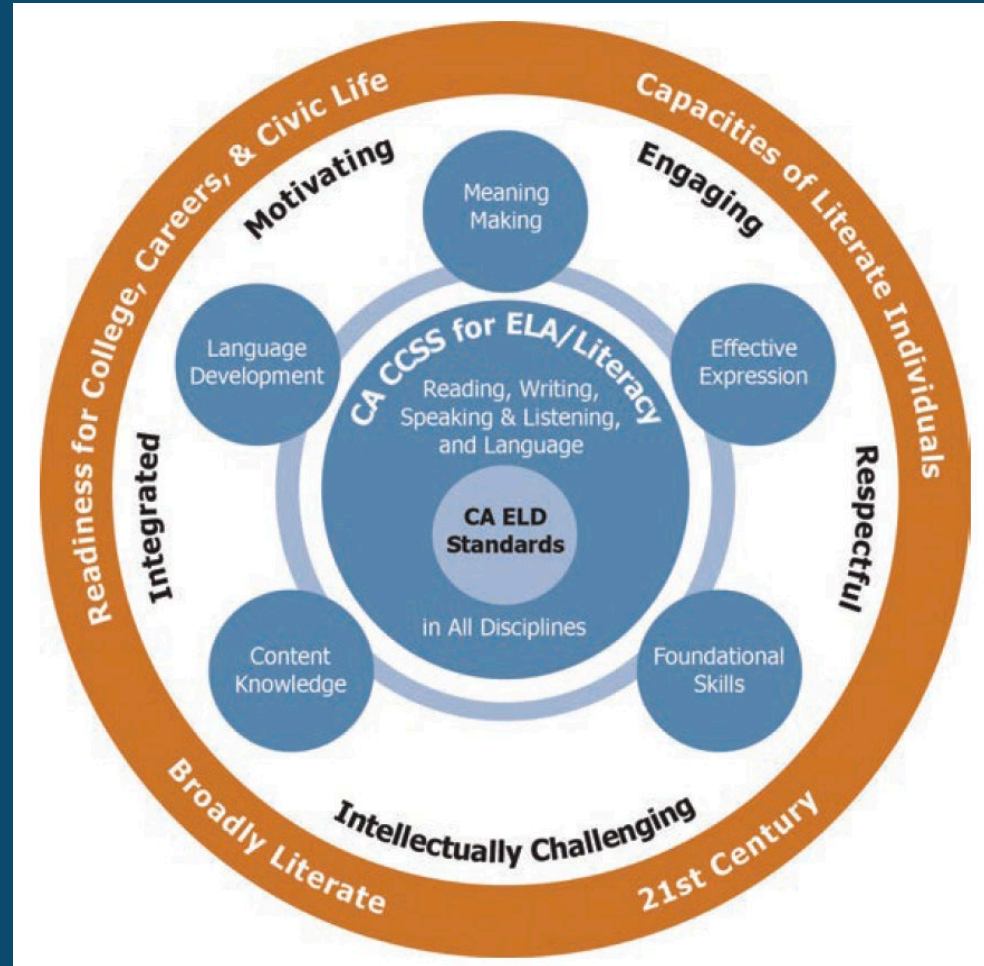 Readiness for College, Careers, & Civic Life
Capacities of Literate Individuals
Motivating
Engaging
Meaning
Making
Language
Development
Effective
Expression
CA CCSS for ELA/Literacy
Reading, Writing,
Speaking & Listening,
and Language
CA ELD
Standards
in All Disciplines
Integrated
Respectful
Content
Knowledge
Foundational
Skills
Intellectually Challenging
Broadly Literate
21st Century